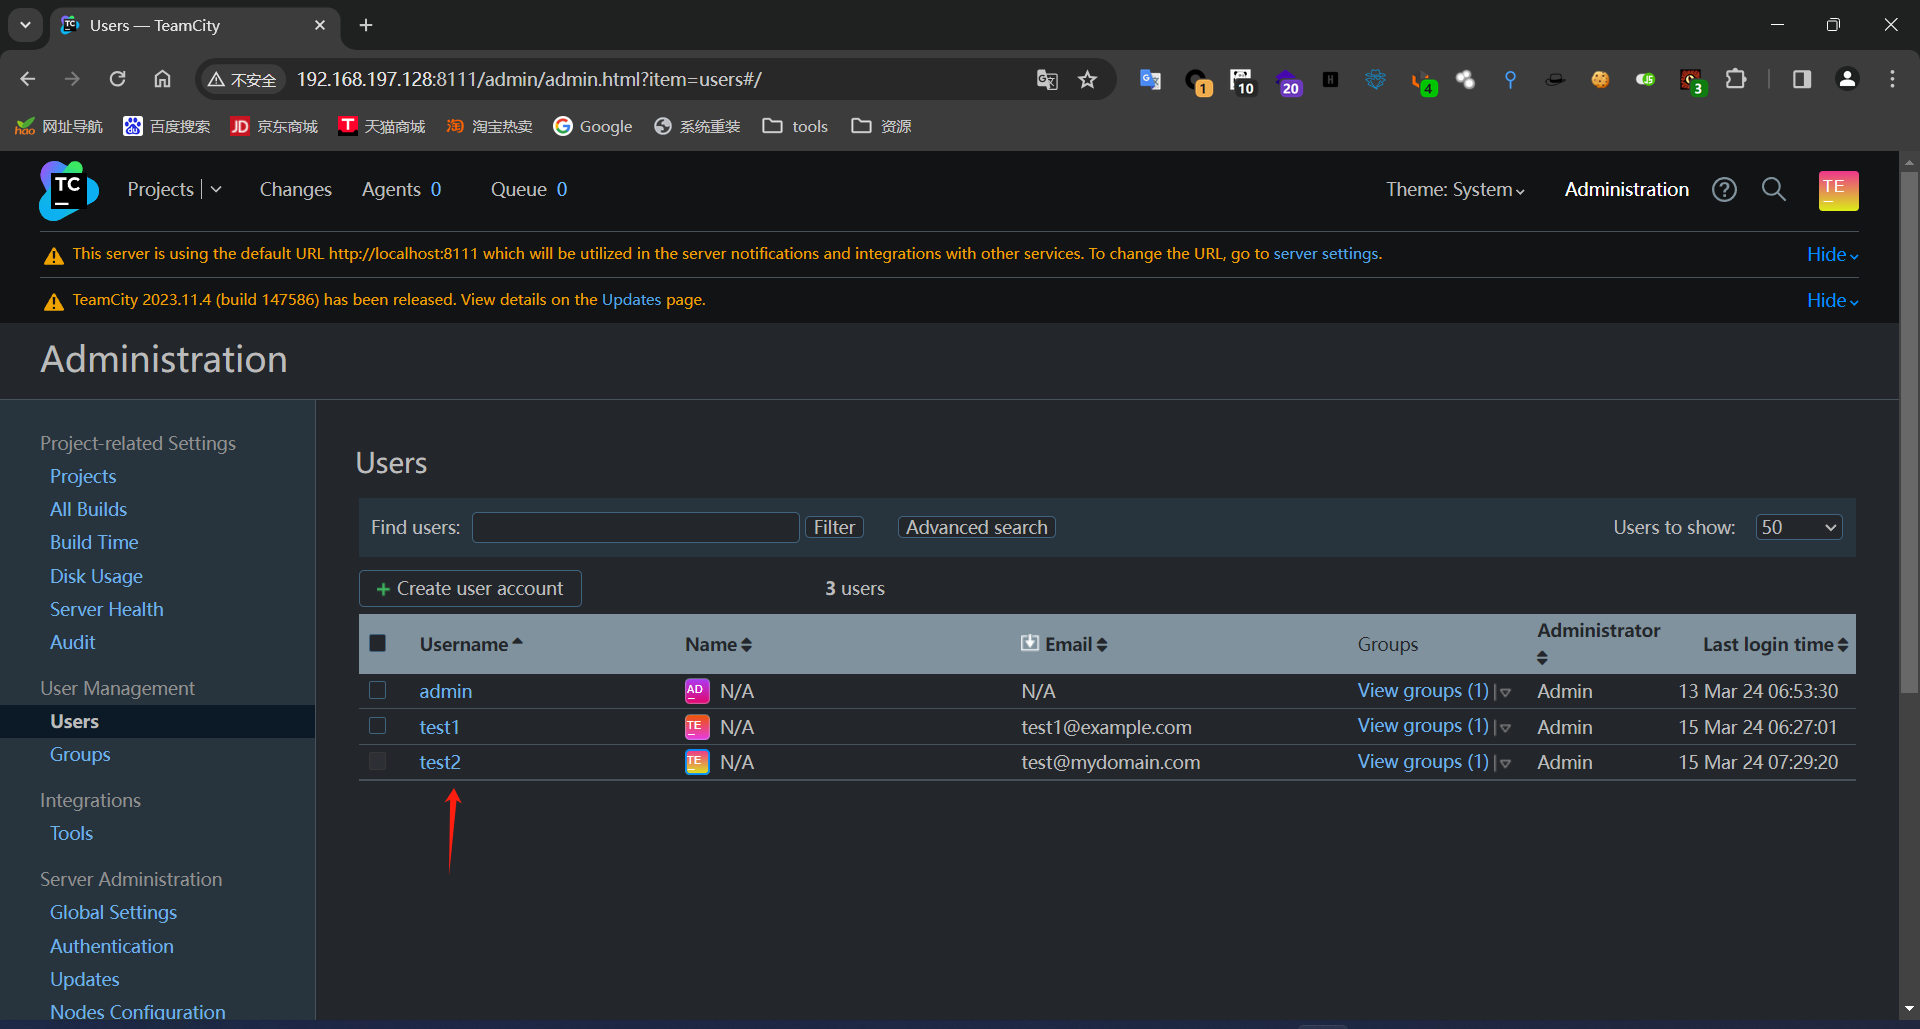 Users — TeamCity
不安全 192.168.197.128:8111/admin/admin.html?item=users#/
1 10 20 4 3
网址导航 百度搜索 京东商城 天猫商城 淘宝热卖 Google 系统重装 tools 资源
TC Projects Changes Agents 0 Queue 0 Theme: System Administration TE
This server is using the default URL http://localhost:8111 which will be utilized in the server notifications and integrations with other services. To change the URL, go to server settings. Hide
TeamCity 2023.11.4 (build 147586) has been released. View details on the Updates page. Hide
Administration
Project-related Settings
Projects
All Builds
Build Time
Disk Usage
Server Health
Audit
User Management
Users
Groups
Integrations
Tools
Server Administration
Global Settings
Authentication
Updates
Nodes Configuration
Users
Find users: Filter Advanced search Users to show: 50
+ Create user account 3 users
Username Name Email Groups Administrator Last login time
admin AD N/A N/A View groups (1) Admin 13 Mar 24 06:53:30
test1 TE N/A test1@example.com View groups (1) Admin 15 Mar 24 06:27:01
test2 TE N/A test@mydomain.com View groups (1) Admin 15 Mar 24 07:29:20